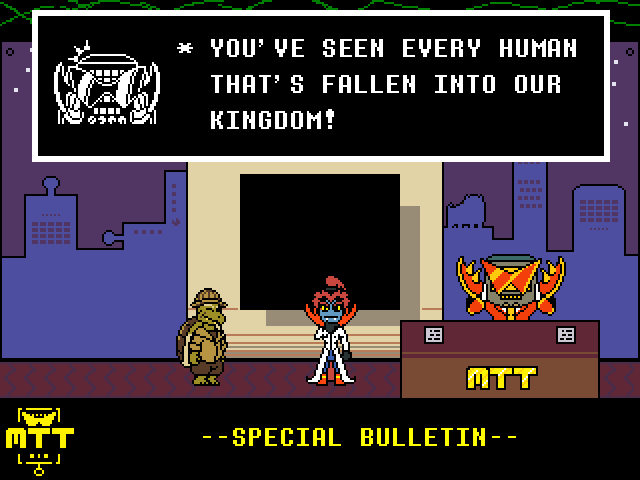 * YOU'VE SEEN EVERY HUMAN
THAT'S FALLEN INTO OUR
KINGDOM!
MTT
MTT
--SPECIAL BULLETIN--